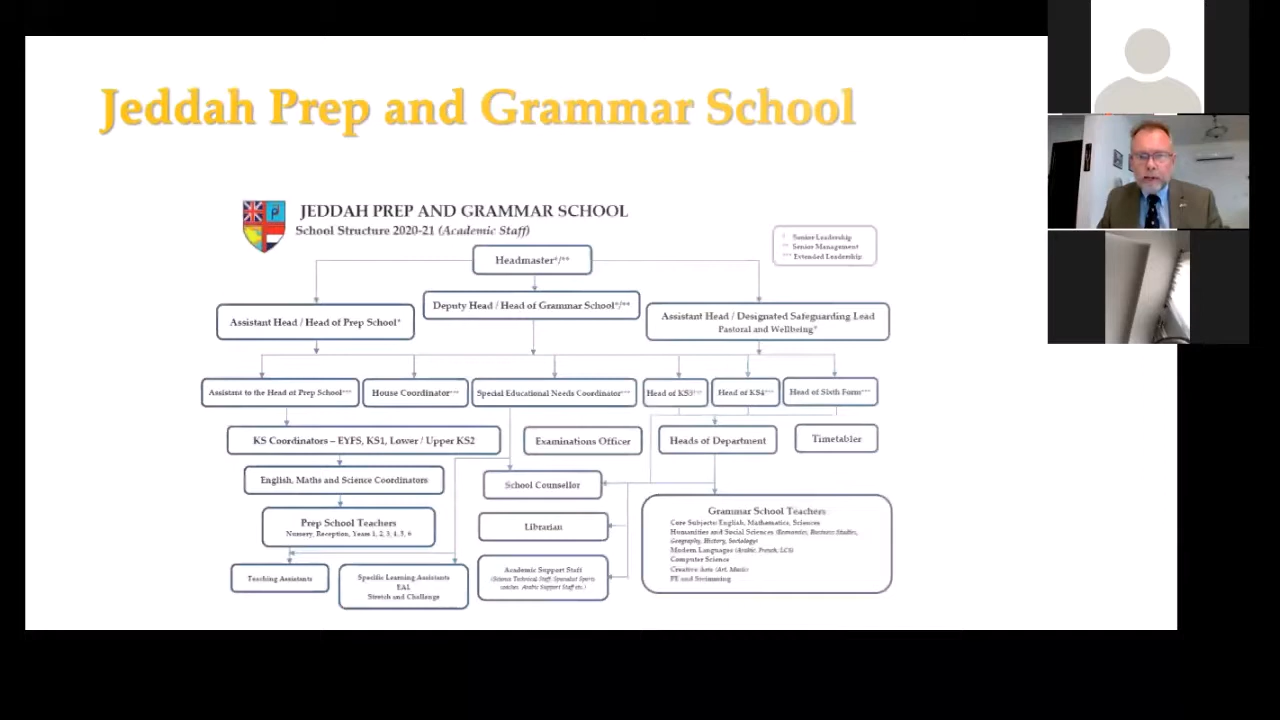 Jeddah Prep and Grammar School
JEDDAH PREP AND GRAMMAR SCHOOL
School Structure 2020-21 (Academic Staff)
* Senior Leadership
** Senior Management
*** Extended Leadership
Headmaster*/**
Assistant Head / Head of Prep School*
Deputy Head / Head of Grammar School*/**
Assistant Head / Designated Safeguarding Lead
Pastoral and Wellbeing*
Assistant to the Head of Prep School***
House Coordinator***
Special Educational Needs Coordinator***
Head of KS3***
Head of KS4***
Head of Sixth Form***
KS Coordinators – EYFS, KS1, Lower / Upper KS2
Examinations Officer
Heads of Department
Timetabler
English, Maths and Science Coordinators
School Counsellor
Prep School Teachers
Nursery, Reception, Years 1, 2, 3, 4, 5, 6
Librarian
Grammar School Teachers
Core Subjects: English, Mathematics, Sciences
Humanities and Social Sciences (Economics, Business Studies,
Geography, History, Sociology)
Modern Languages (Arabic, French, LCS)
Computer Science
Creative Arts (Art, Music)
PE and Swimming
Teaching Assistants
Specific Learning Assistants
EAL
Stretch and Challenge
Academic Support Staff
(Science Technical Staff, Specialist Sports
coaches, Arabic Support Staff etc.)